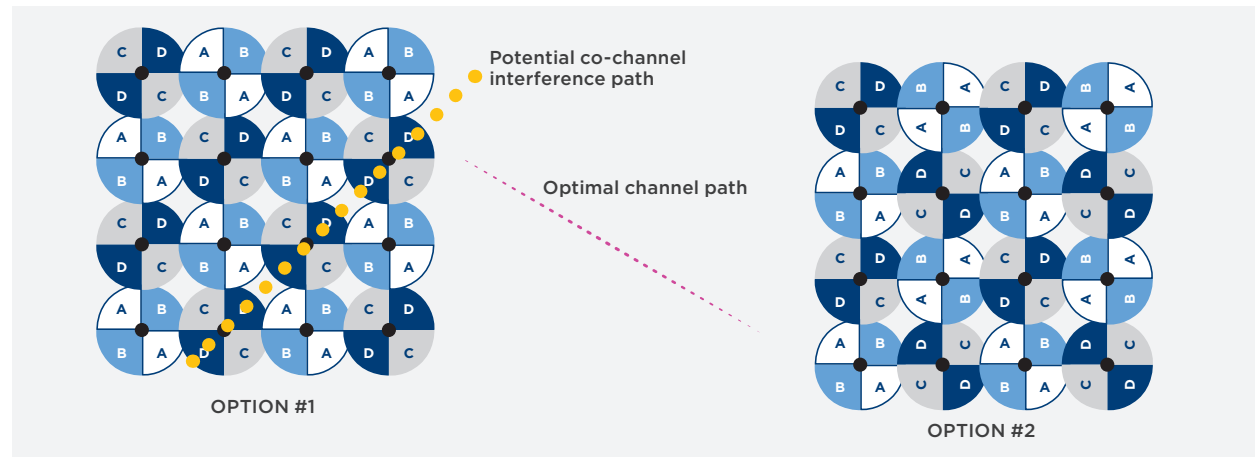 C D A B C D A B
D C B A D C B A
A B C D A B C D
B A D C B A D C
C D A B C D A B
D C B A C B A
A B C A B C D
B A D C B A D C
OPTION #1
Potential co-channel
interference path
Optimal channel path
C D B A C D B A
D C A B D C A B
A B D C A B D C
B A C D B A C D
C D B A C D B A
D C A B D C A B
A B D C A B D C
B A C D B A C D
OPTION #2